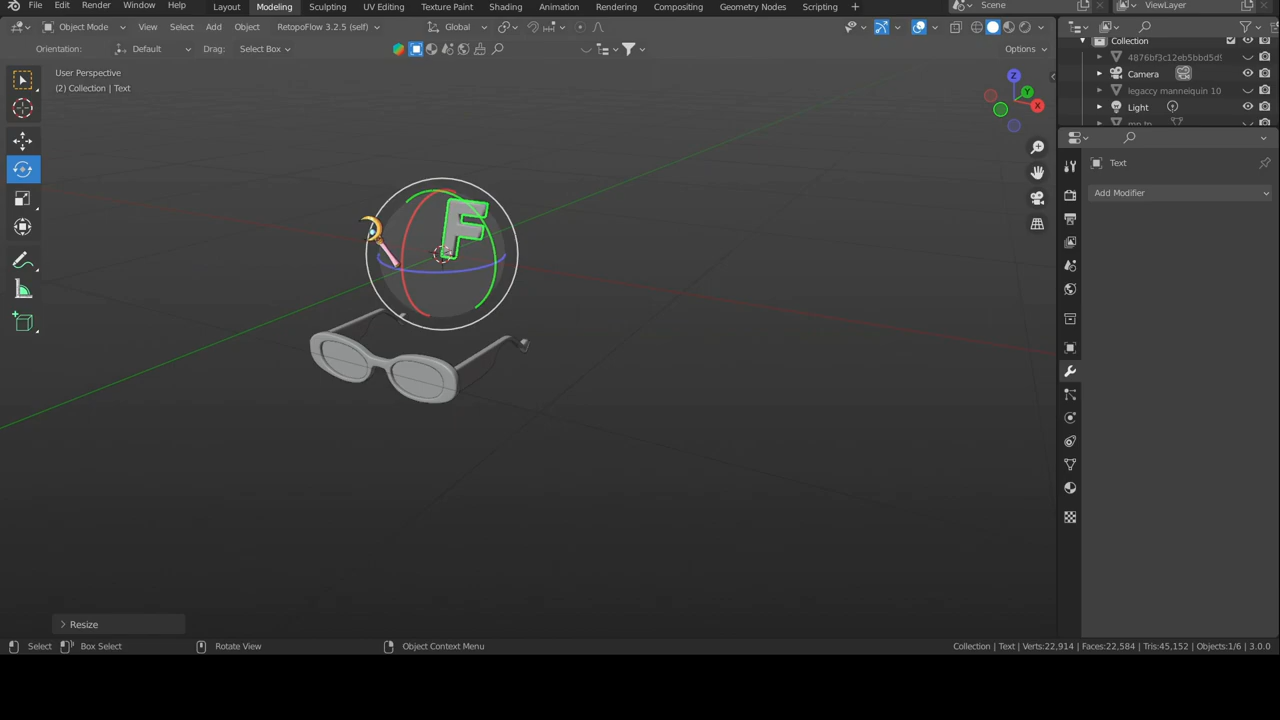 File Edit Render Window Help Layout Modeling Sculpting UV Editing Texture Paint Shading Animation Rendering Compositing Geometry Nodes Scripting + Scene ViewLayer
Object Mode View Select Add Object RetopoFlow 3.2.5 (self) Global
Orientation: Default Drag: Select Box Options
Collection
4876bf3c12eb5bbd5d9
Camera
legaccy manneiquin 10
Light
User Perspective
(2) Collection | Text
Z
Y
X
F
Text
Add Modifier
Resize
Select Box Select Rotate View Object Context Menu Collection | Text | Verts:22,914 | Faces:22,584 | Tris:45,152 | Objects:1/6 | 3.0.0